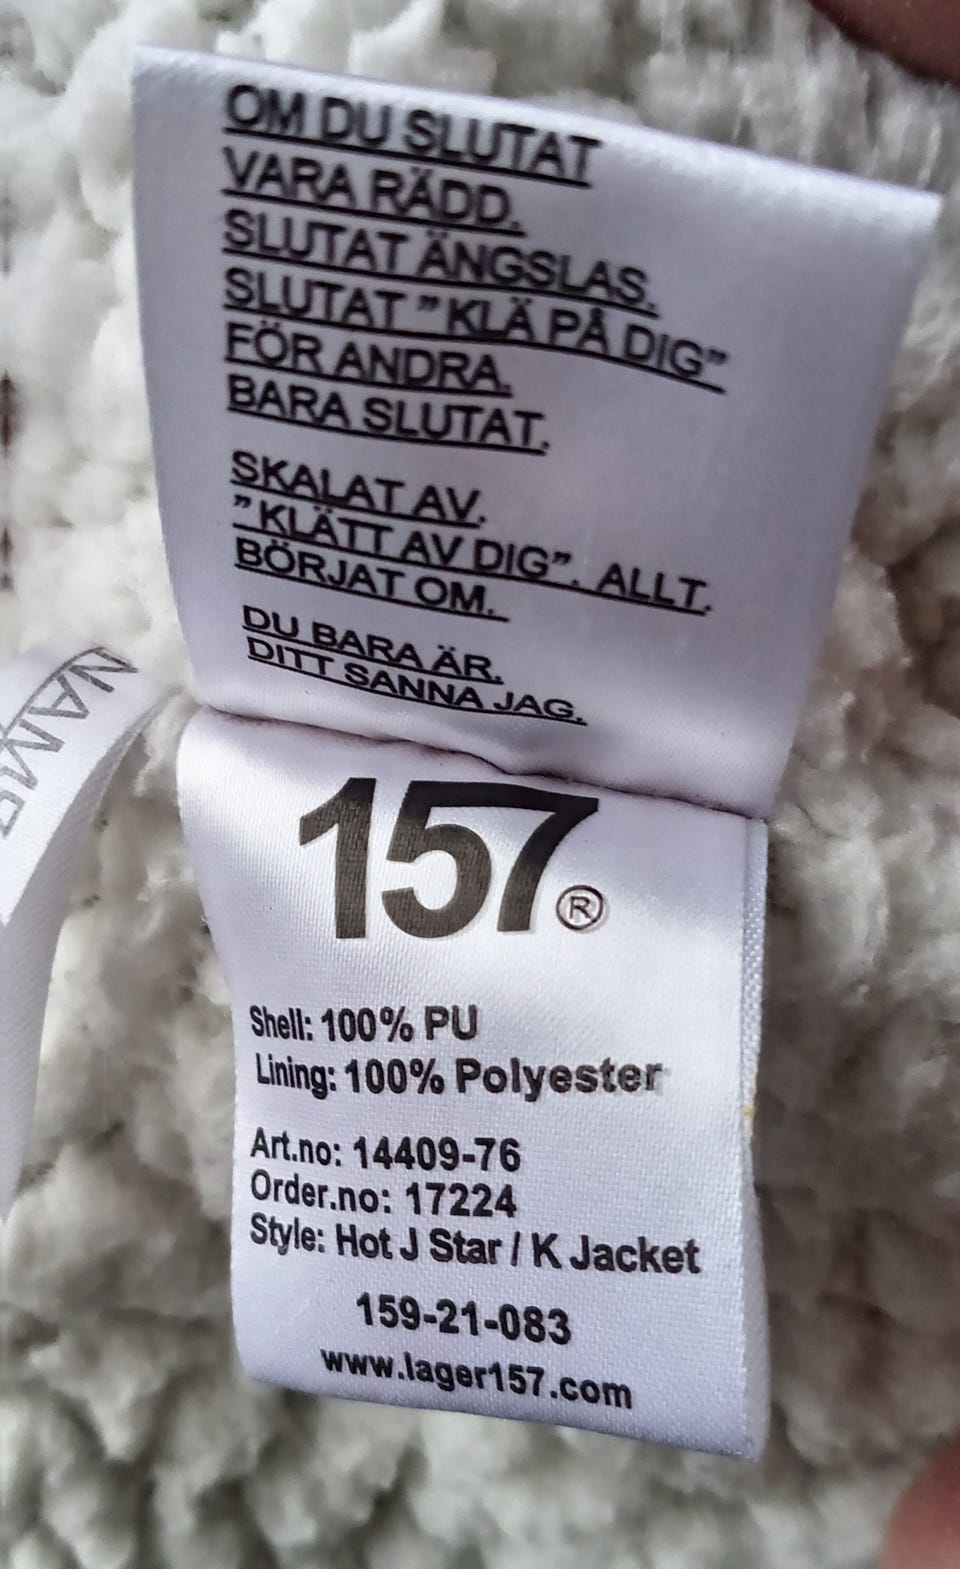 OM DU SLUTAT
VARA RÄDD.
SLUTAT ÄNGSLAS.
SLUTAT ”KLÄ PÅ DIG”
FÖR ANDRA.
BARA SLUTAT.
SKALAT AV.
”KLÄTT AV DIG”. ALLT.
BÖRJAT OM.
DU BARA ÄR.
DITT SANNA JAG.
157®
Shell: 100% PU
Lining: 100% Polyester
Art.no: 14409-76
Order.no: 17224
Style: Hot J Star / K Jacket
159-21-083
www.lager157.com